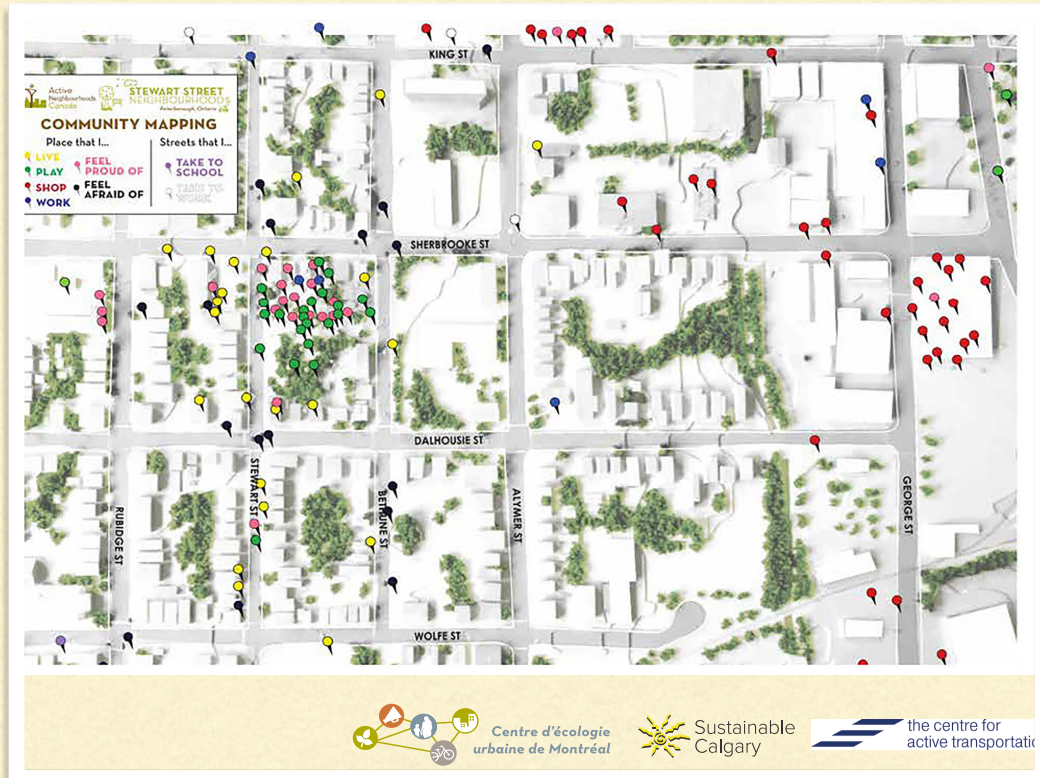 KING ST
Active
Neighbourhoods
Canada
STEWART STREET
NEIGHBOURHOODS
Peterborough, Ontario
COMMUNITY MAPPING
Place that I...
Streets that I...
LIVE
PLAY
SHOP
WORK
FEEL
PROUD OF
FEEL
AFRAID OF
TAKE TO
SCHOOL
TAKE TO
WORK
SHERBROOKE ST
DALHOUSIE ST
STEWART ST
BETHUNE ST
ALYMER ST
GEORGE ST
RUBIDGE ST
WOLFE ST
Centre d'écologie
urbaine de Montréal
Sustainable
Calgary
the centre for
active transportatic